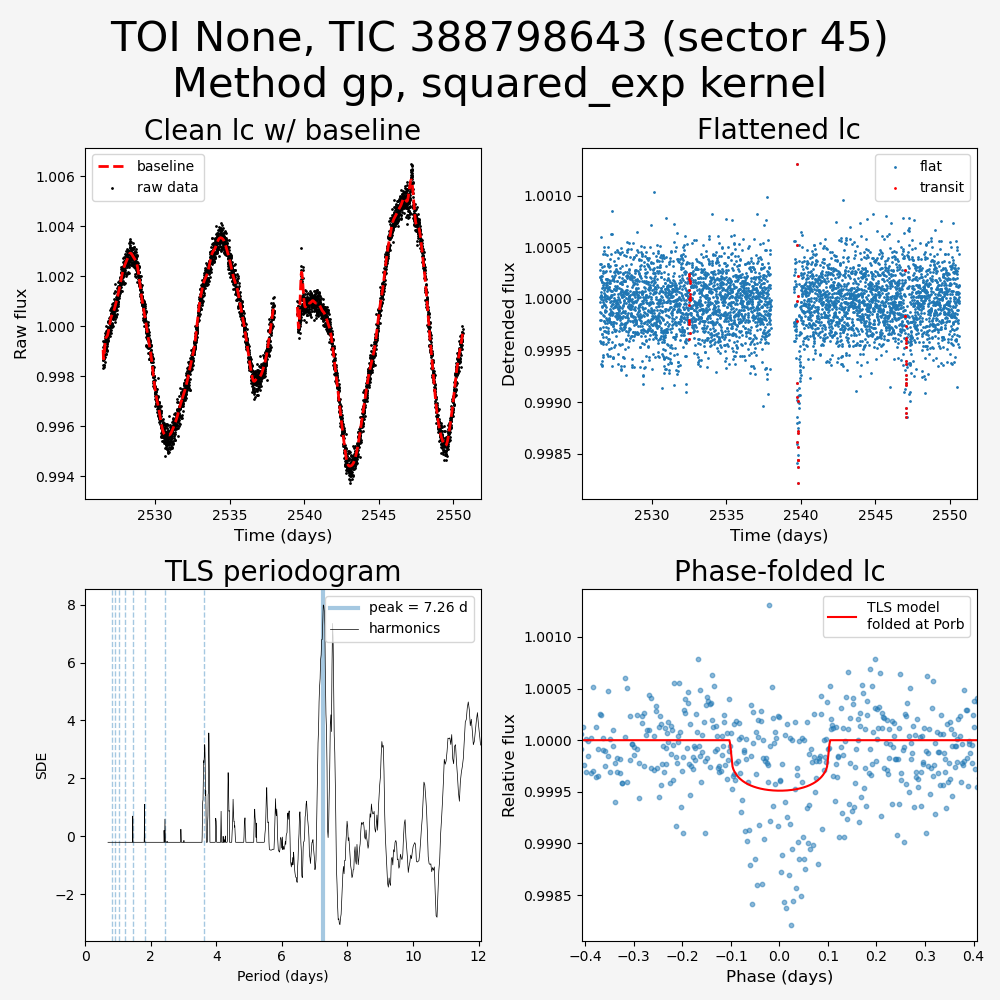 TOI None, TIC 388798643 (sector 45)
Method gp, squared_exp kernel
Clean lc w/ baseline
baseline
raw data
1.006
1.004
1.002
1.000
0.998
0.996
0.994
Raw flux
2530
2535
2540
2545
2550
Time (days)
Flattened lc
flat
transit
1.0010
1.0005
1.0000
0.9995
0.9990
0.9985
Detrended flux
2530
2535
2540
2545
2550
Time (days)
TLS periodogram
peak = 7.26 d
harmonics
8
6
4
2
0
−2
SDE
0
2
4
6
8
10
12
Period (days)
Phase-folded lc
TLS model
folded at Porb
1.0010
1.0005
1.0000
0.9995
0.9990
0.9985
Relative flux
−0.4
−0.3
−0.2
−0.1
0.0
0.1
0.2
0.3
0.4
Phase (days)